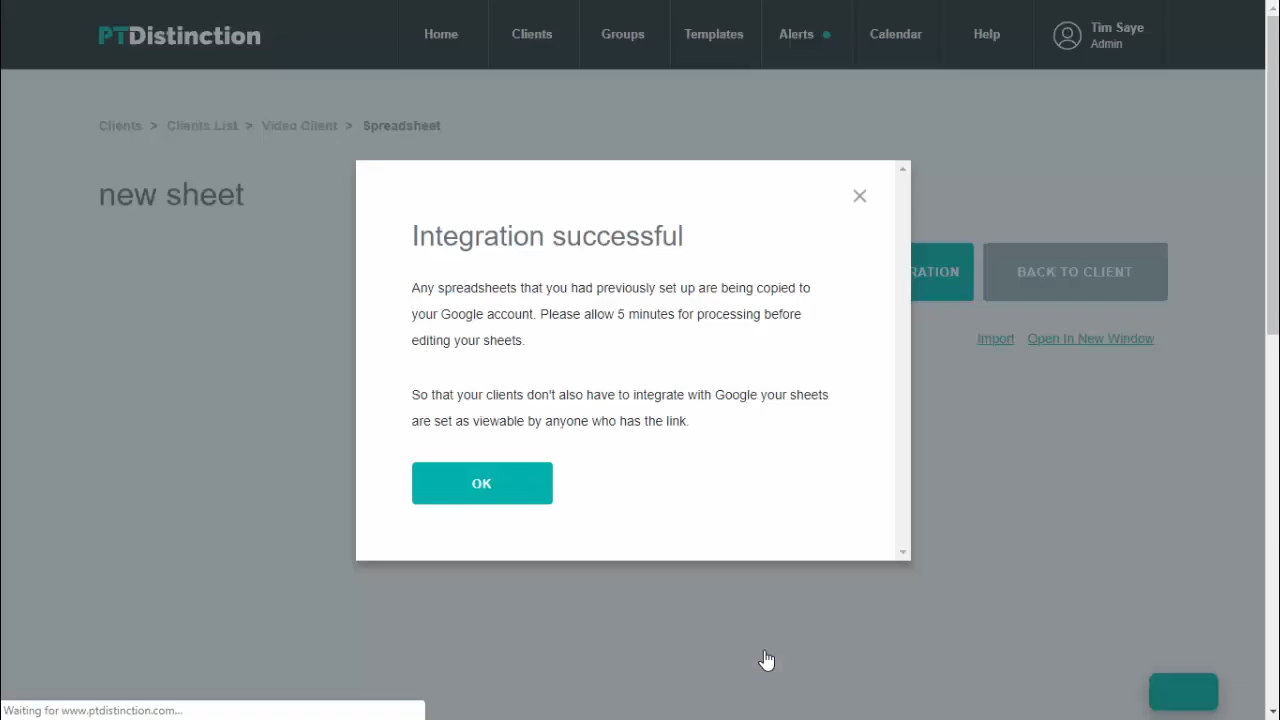 PTDistinction
Home
Clients
Groups
Templates
Alerts
Calendar
Help
Tim Saye
Admin
Clients > Clients List > Video Client > Spreadsheet
new sheet
Integration successful
Any spreadsheets that you had previously set up are being copied to
your Google account. Please allow 5 minutes for processing before
editing your sheets.
So that your clients don't also have to integrate with Google your sheets
are set as viewable by anyone who has the link.
OK
RATION
BACK TO CLIENT
Import
Open In New Window
Waiting for www.ptdistinction.com...